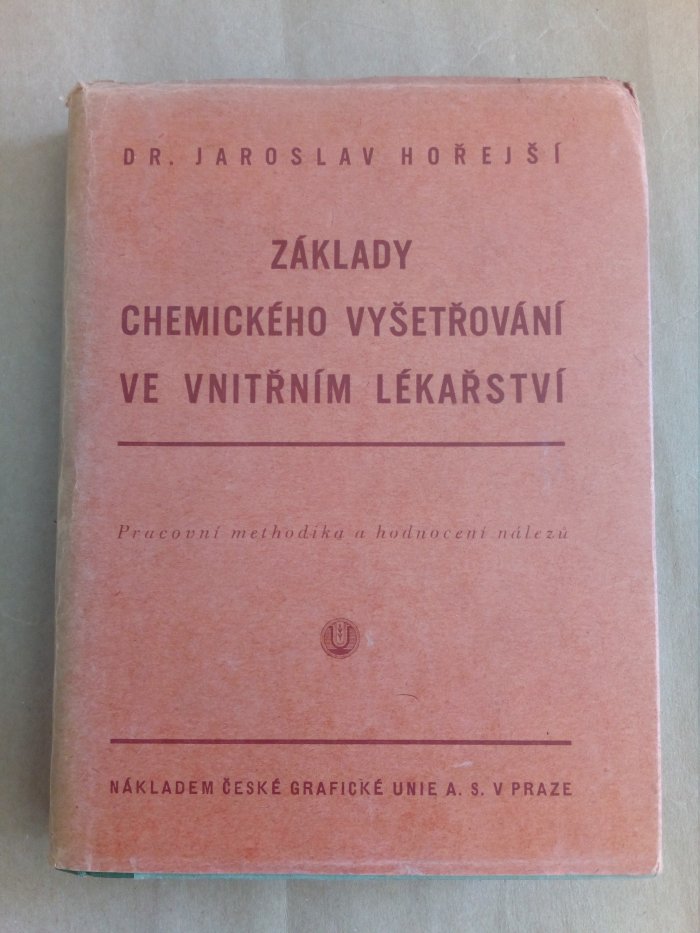 DR. JAROSLAV HOŘEJŠÍ
ZÁKLADY
CHEMICKÉHO VYŠETŘOVÁNÍ
VE VNITŘNÍM LÉKAŘSTVÍ
Pracovní methodika a hodnocení nálezů
U
NÁKLADEM ČESKÉ GRAFICKÉ UNIE A. S. V PRAZE